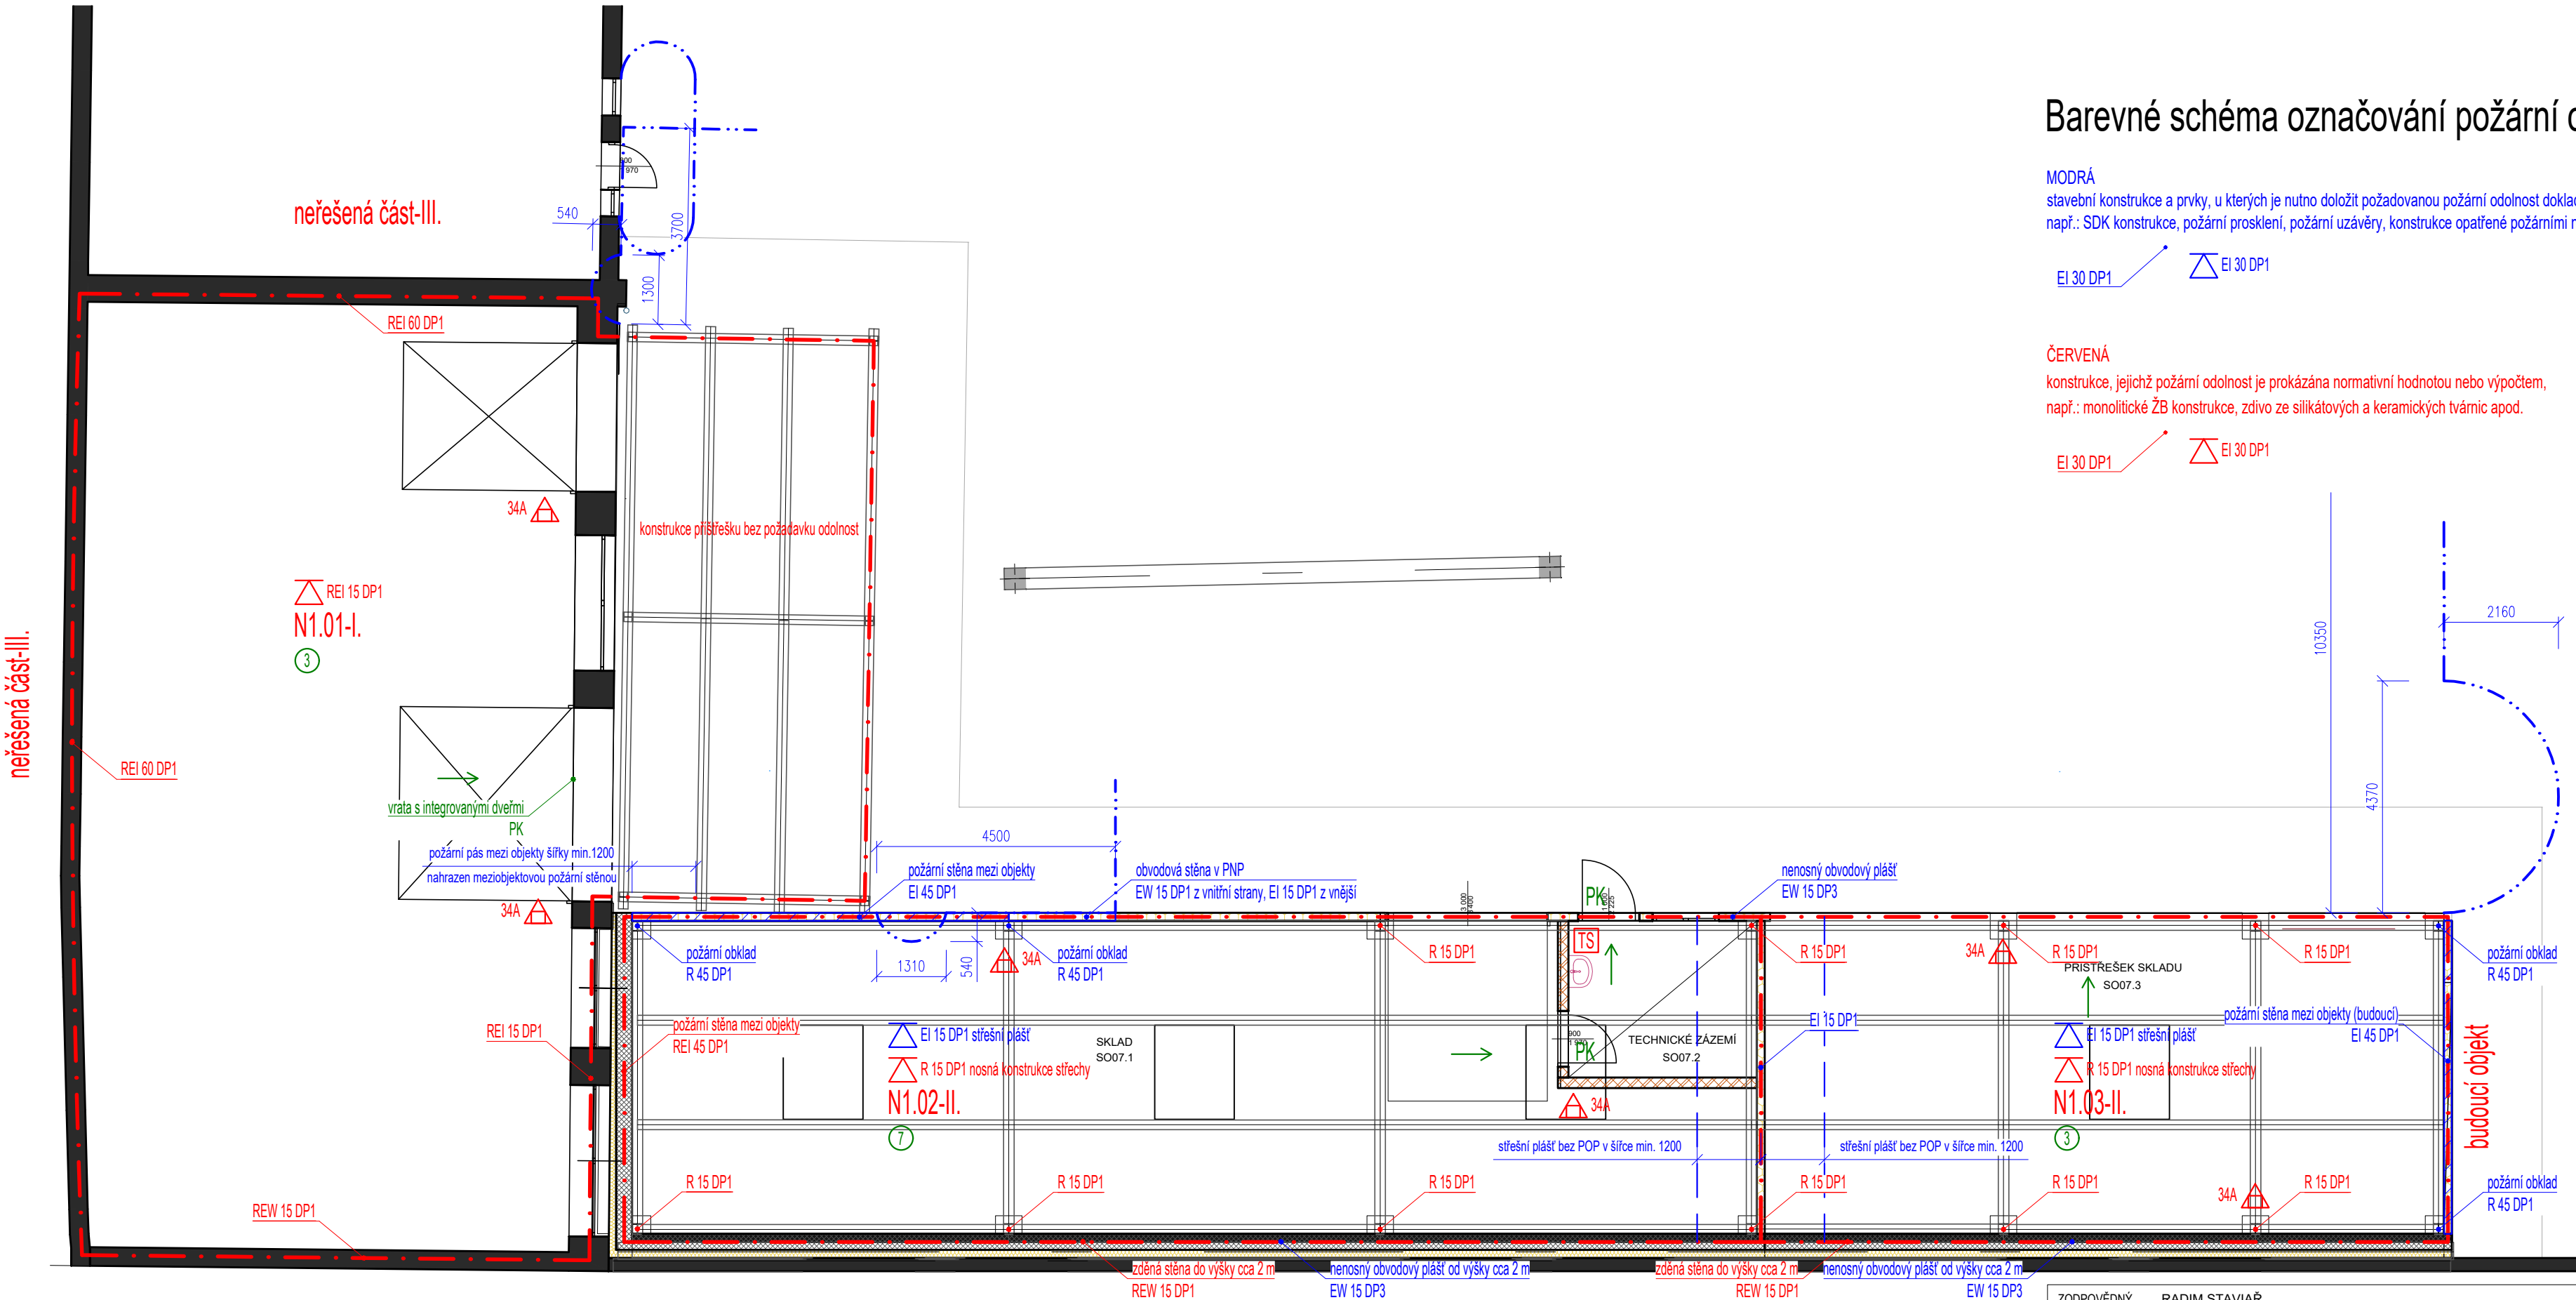 Barevné schéma označování požární
MODRÁ
stavební konstrukce a prvky, u kterých je nutno doložit požadovanou požární odolnost
např.: SDK konstrukce, požární prosklení, požární uzávěry, konstrukce opatřené požárními
EI 30 DP1
EI 30 DP1
ČERVENÁ
konstrukce, jejichž požární odolnost je prokázána normativní hodnotou nebo výpočtem,
např.: monolitické ŽB konstrukce, zdivo ze silikátových a keramických tvárnic apod.
EI 30 DP1
EI 30 DP1
neřešená část-III.
540
3700
1300
970
REI 60 DP1
34A
konstrukce přístřešku bez požadavku odolnost
REI 15 DP1
N1.01-I.
3
neřešená část-III.
REI 60 DP1
vrata s integrovanými dveřmi
PK
požární pás mezi objekty šířky min.1200
nahrazen meziobjektovou požární stěnou
34A
4500
požární stěna mezi objekty
EI 45 DP1
obvodová stěna v PNP
EW 15 DP1 z vnitřní strany, EI 15 DP1 z vnější
3 000
3 400
PK
nenosný obvodový plášť
EW 15 DP3
10350
2160
4370
požární obklad
R 45 DP1
1310
540
34A
požární obklad
R 45 DP1
R 15 DP1
TS
R 15 DP1
34A
R 15 DP1
PŘÍSTŘEŠEK SKLADU
SO07.3
R 15 DP1
požární obklad
R 45 DP1
REI 15 DP1
požární stěna mezi objekty
REI 45 DP1
EI 15 DP1 střešní plášť
R 15 DP1 nosná konstrukce střechy
N1.02-II.
7
SKLAD
SO07.1
900
PK
TECHNICKÉ ZÁZEMÍ
SO07.2
34A
EI 15 DP1
EI 15 DP1 střešní plášť
R 15 DP1 nosná konstrukce střechy
N1.03-II.
3
požární stěna mezi objekty (budoucí)
EI 45 DP1
budoucí objekt
střešní plášť bez POP v šířce min. 1200
střešní plášť bez POP v šířce min. 1200
REW 15 DP1
R 15 DP1
R 15 DP1
R 15 DP1
R 15 DP1
R 15 DP1
34A
R 15 DP1
požární obklad
R 45 DP1
zděná stěna do výšky cca 2 m
REW 15 DP1
nenosný obvodový plášť od výšky cca 2 m
EW 15 DP3
zděná stěna do výšky cca 2 m
REW 15 DP1
nenosný obvodový plášť od výšky cca 2 m
EW 15 DP3
ZODPOVĚDNÝ RADIM STAVIAŘ